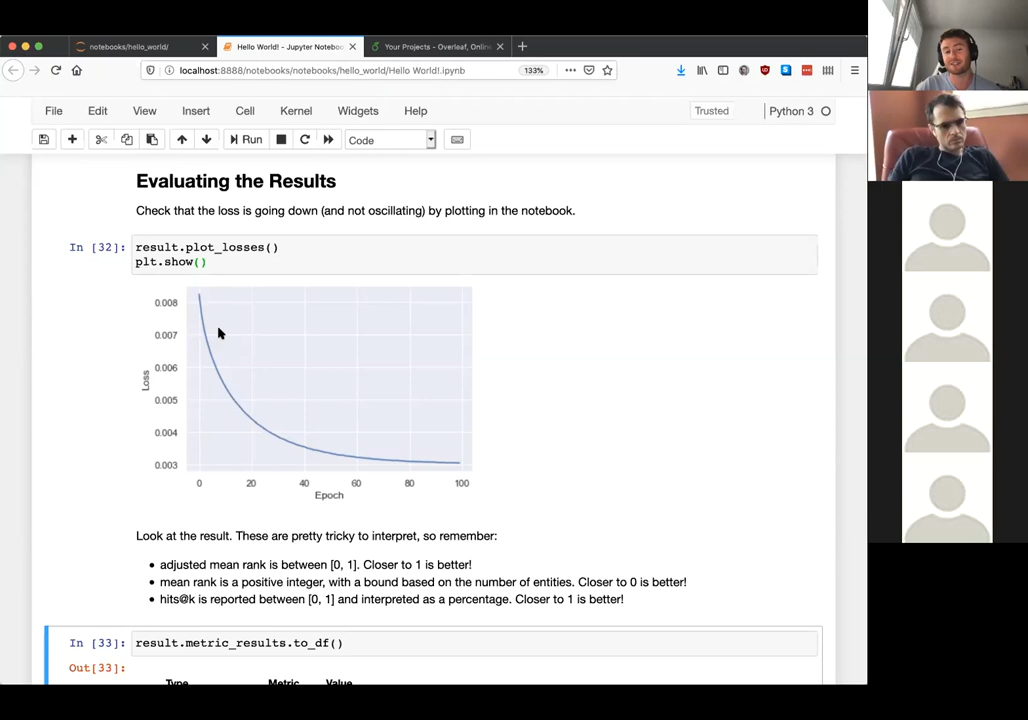 notebooks/hello_world/
Hello World! - Jupyter Noteboo
Your Projects - Overleaf, Onlin
localhost:8888/notebooks/notebooks/hello_world/Hello World!.ipynb
133%
File Edit View Insert Cell Kernel Widgets Help
Trusted
Python 3
Run
Code
Evaluating the Results
Check that the loss is going down (and not oscillating) by plotting in the notebook.
In [32]:
result.plot_losses()
plt.show()
0.008
0.007
0.006
0.005
0.004
0.003
Loss
0 20 40 60 80 100
Epoch
Look at the result. These are pretty tricky to interpret, so remember:
• adjusted mean rank is between [0, 1]. Closer to 1 is better!
• mean rank is a positive integer, with a bound based on the number of entities. Closer to 0 is better!
• hits@k is reported between [0, 1] and interpreted as a percentage. Closer to 1 is better!
In [33]: result.metric_results.to_df()
Out[33]:
Type Metric Value